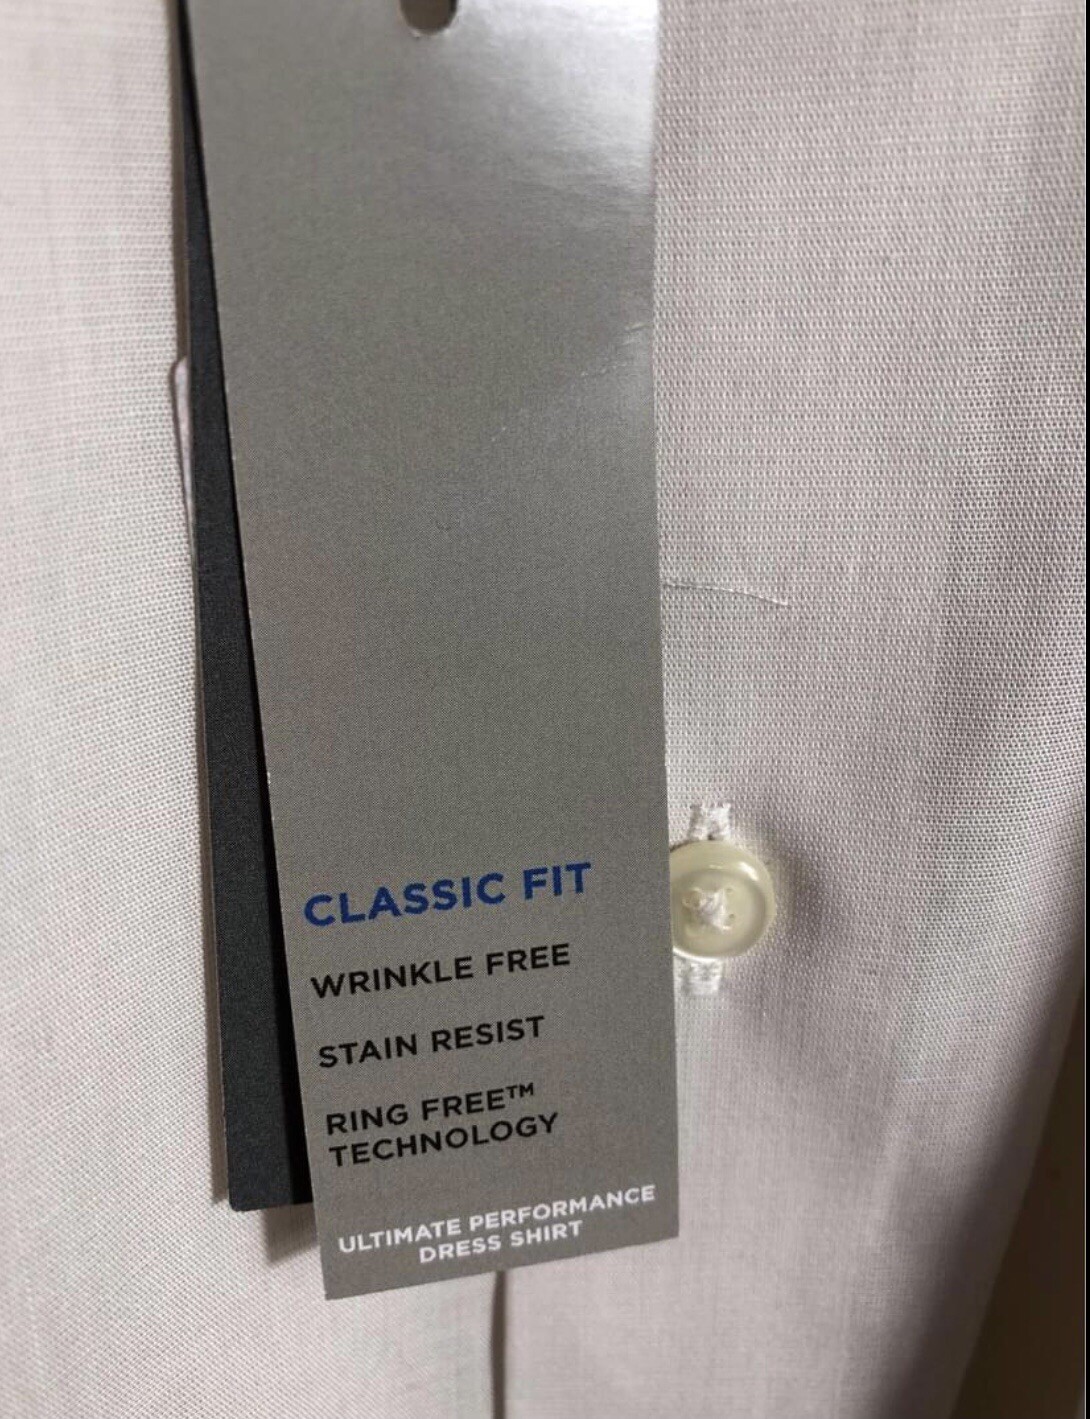 CLASSIC FIT
WRINKLE FREE
STAIN RESIST
RING FREE™
TECHNOLOGY
ULTIMATE PERFORMANCE
DRESS SHIRT